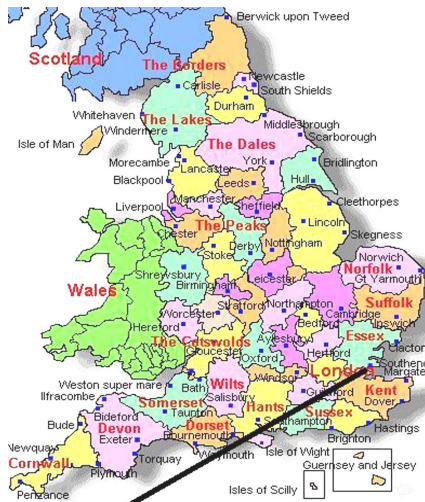 Berwick upon Tweed
Scotland
The Borders
Newcastle
Carlisle
South Shields
Durham
Whitehaven
The Lakes
Middlesbrough
Windermere
Scarborough
Isle of Man
The Dales
Morecambe
Lancaster
York
Bridlington
Blackpool
Leeds
Hull
Manchester
Liverpool
Sheffield
Cleethorpes
Chester
The Peaks
Lincoln
Stoke
Derby
Nottingham
Skegness
Shrewsbury
Leicester
Norwich
Norfolk
Gt Yarmouth
Wales
Birmingham
Worcester
Stratford
Northampton
Cambridge
Suffolk
Ipswich
Hereford
Bedford
The Cotswolds
Aylesbury
Essex
Gloucester
Oxford
Hertford
Clacton
Weston super mare
Bath
Wilts
Windsor
London
Southend
Margate
Ilfracombe
Somerset
Salisbury
Guildford
Kent
Bideford
Taunton
Hants
Sussex
Dover
Bude
Devon
Dorset
Southampton
Exeter
Bournemouth
Brighton
Hastings
Newquay
Weymouth
Isle of Wight
Cornwall
Torquay
Guernsey and Jersey
Plymouth
Penzance
Isles of Scilly